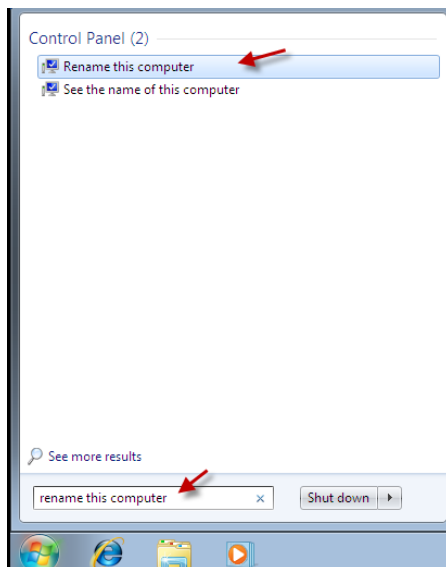 Control Panel (2)
Rename this computer
See the name of this computer
See more results
rename this computer
Shut down